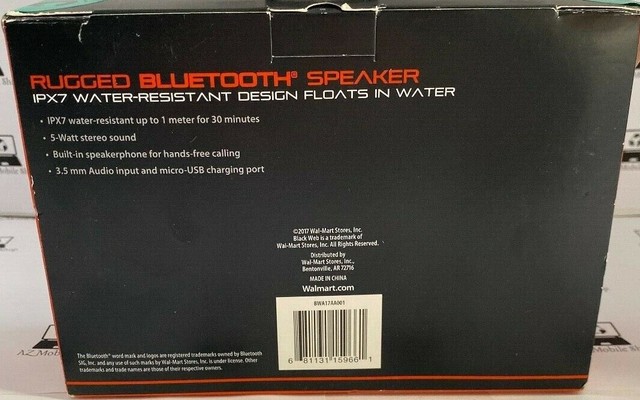 RUGGED BLUETOOTH® SPEAKER
IPX7 WATER-RESISTANT DESIGN FLOATS IN WATER
• IPX7 water-resistant up to 1 meter for 30 minutes
• 5-Watt stereo sound
• Built-in speakerphone for hands-free calling
• 3.5 mm Audio input and micro-USB charging port
©2017 Wal-Mart Stores, Inc.
Black Web is a trademark of
Wal-Mart Stores, Inc. All Rights Reserved.
Distributed by
Wal-Mart Stores, Inc.,
Bentonville, AR 72716
MADE IN CHINA
Walmart.com
BWA17AA001
6 81131 15966 1
The Bluetooth® word mark and logos are registered trademarks owned by Bluetooth
SIG, Inc. and any use of such marks by Wal-Mart Stores, Inc. is under license. Other
trademarks and trade names are those of their respective owners.
AZ Mobile